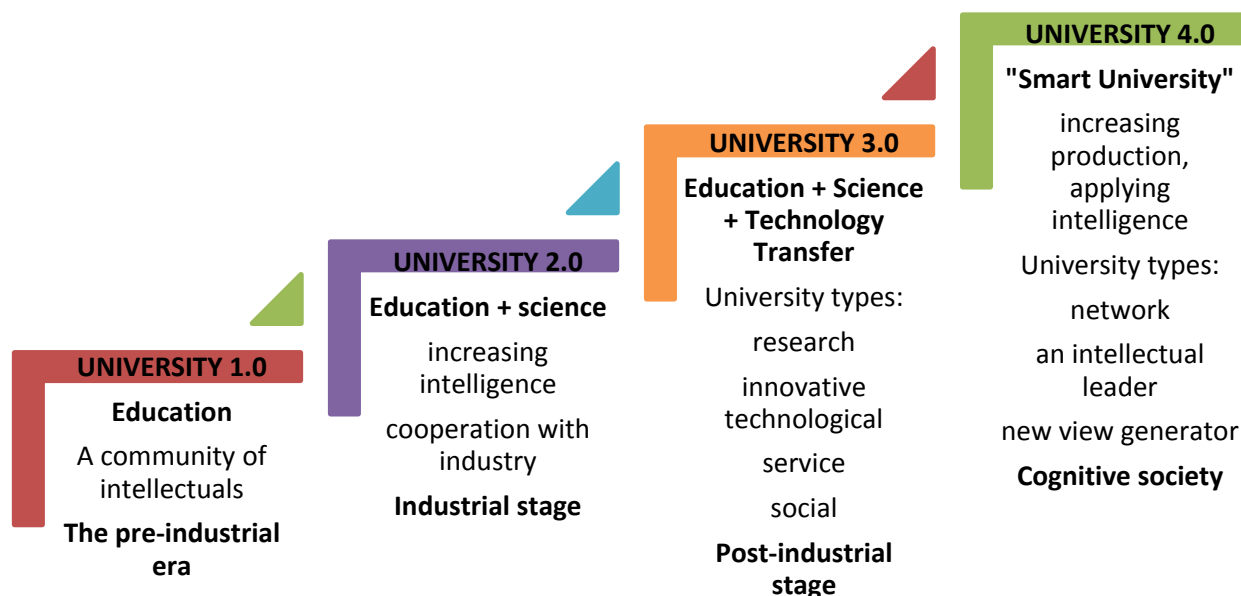 UNIVERSITY 1.0
Education
A community of
intellectuals
The pre-industrial
era
UNIVERSITY 2.0
Education + science
increasing
intelligence
cooperation with
industry
Industrial stage
UNIVERSITY 3.0
Education + Science
+ Technology
Transfer
University types:
research
innovative
technological
service
social
Post-industrial
stage
UNIVERSITY 4.0
"Smart University"
increasing
production,
applying
intelligence
University types:
network
an intellectual
leader
new view generator
Cognitive society